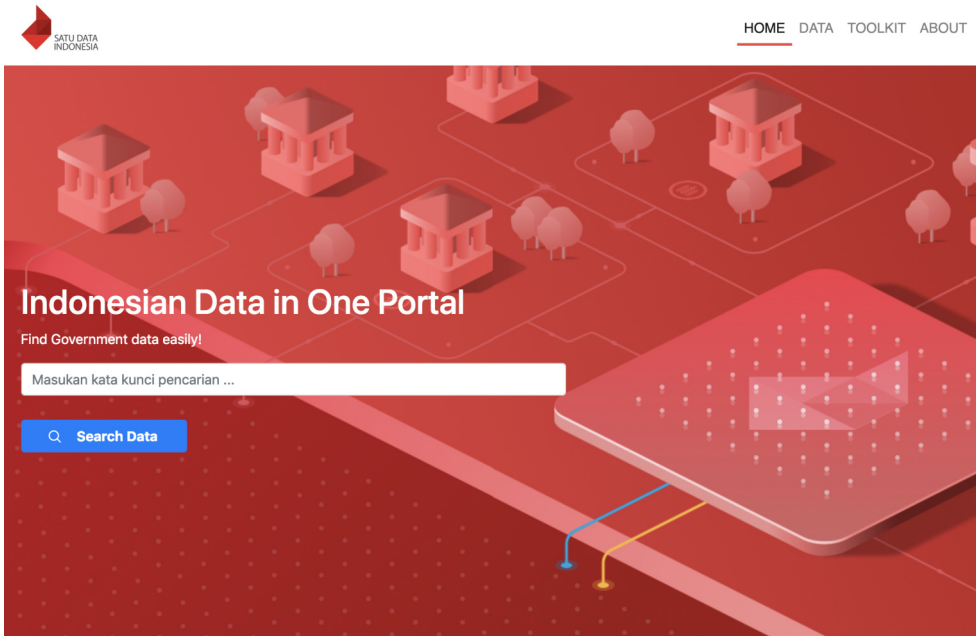 SATU DATA
INDONESIA
HOME DATA TOOLKIT ABOUT
Indonesian Data in One Portal
Find Government data easily!
Masukan kata kunci pencarian ...
Search Data